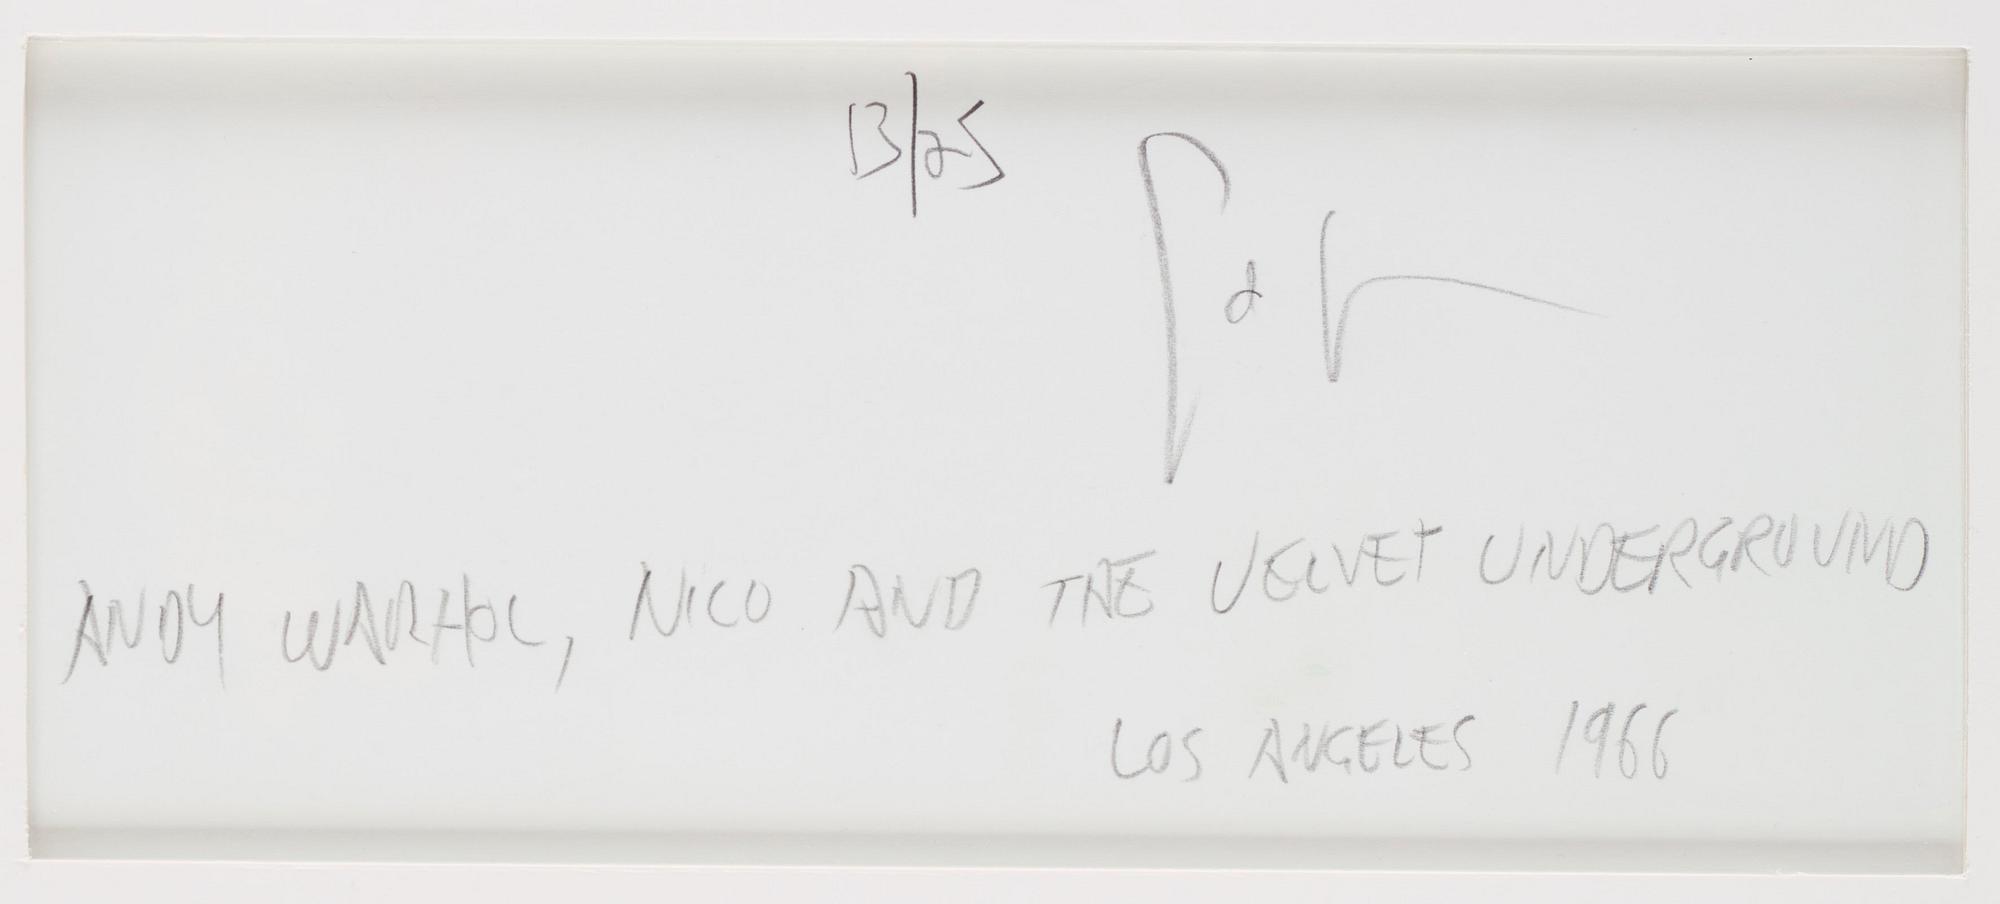 13/25
ANDY WARHOL, NICO AND THE VELVET UNDERGROUND
LOS ANGELES 1966